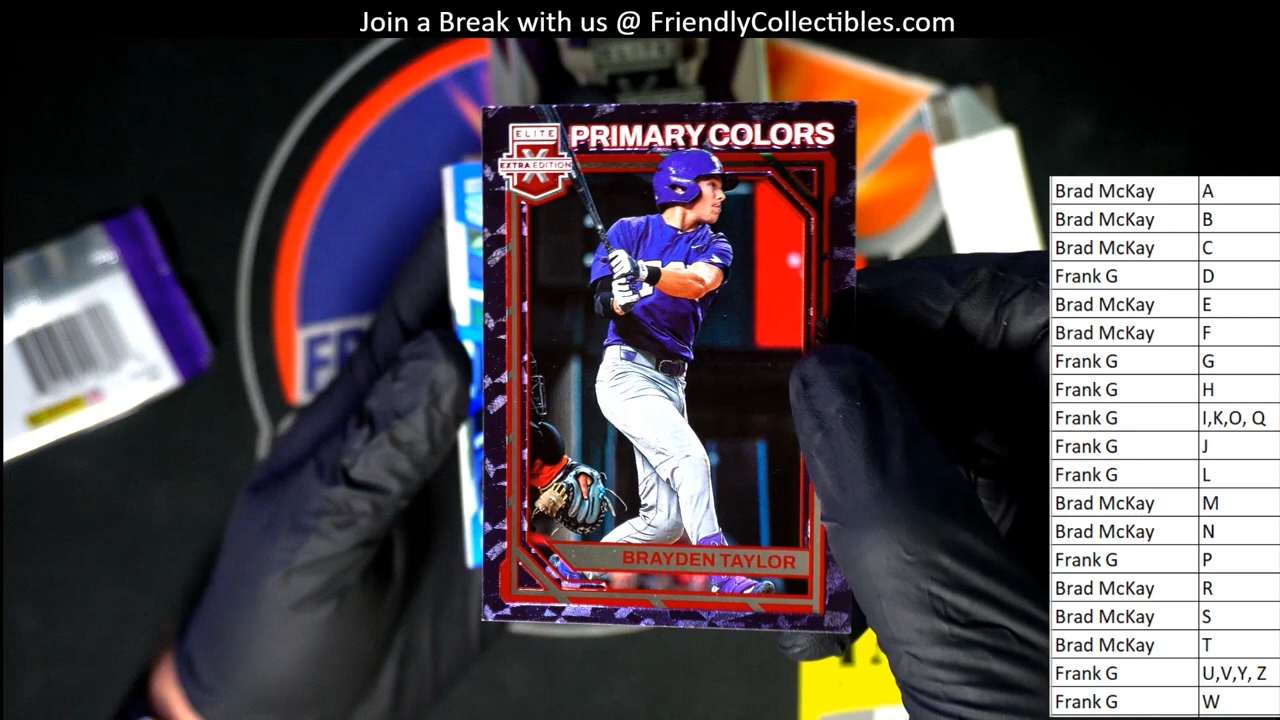 Join a Break with us @ FriendlyCollectibles.com
ELITE
X
EXTRA EDITION
PRIMARY COLORS
BRAYDEN TAYLOR
Brad McKay A
Brad McKay B
Brad McKay C
Frank G D
Brad McKay E
Brad McKay F
Frank G G
Frank G H
Frank G I,K,O, Q
Frank G J
Frank G L
Brad McKay M
Brad McKay N
Frank G P
Brad McKay R
Brad McKay S
Brad McKay T
Frank G U,V,Y, Z
Frank G W